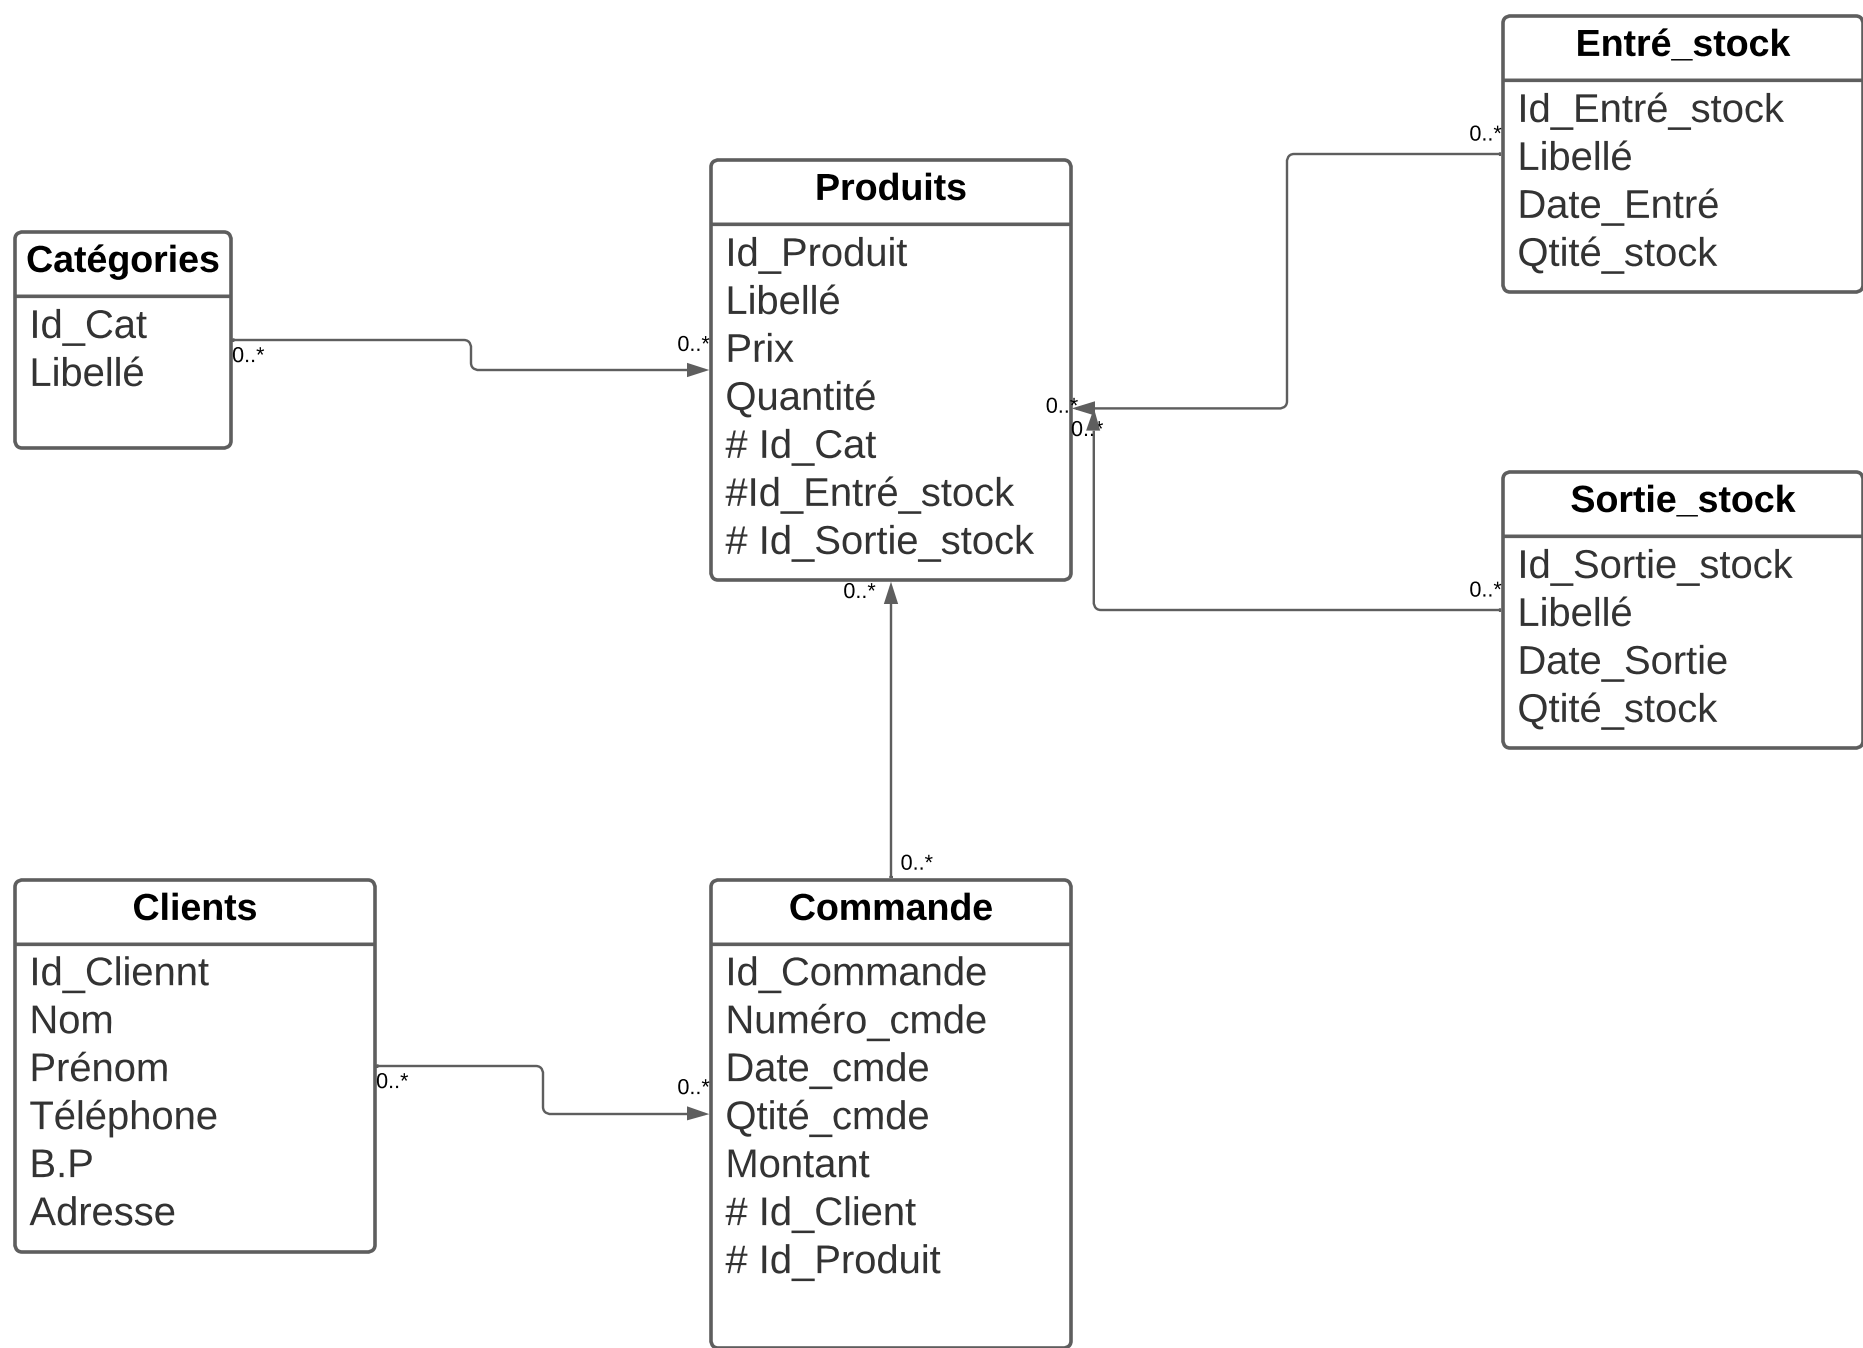 Entré_stock
Id_Entré_stock
Libellé
Date_Entré
Qtité_stock
0..*
Produits
Id_Produit
Libellé
Prix
Quantité
# Id_Cat
#Id_Entré_stock
# Id_Sortie_stock
Catégories
Id_Cat
Libellé
0..*
0..*
0..*
0..*
Sortie_stock
Id_Sortie_stock
Libellé
Date_Sortie
Qtité_stock
0..*
0..*
0..*
Clients
Id_Cliennt
Nom
Prénom
Téléphone
B.P
Adresse
0..*
0..*
Commande
Id_Commande
Numéro_cmde
Date_cmde
Qtité_cmde
Montant
# Id_Client
# Id_Produit